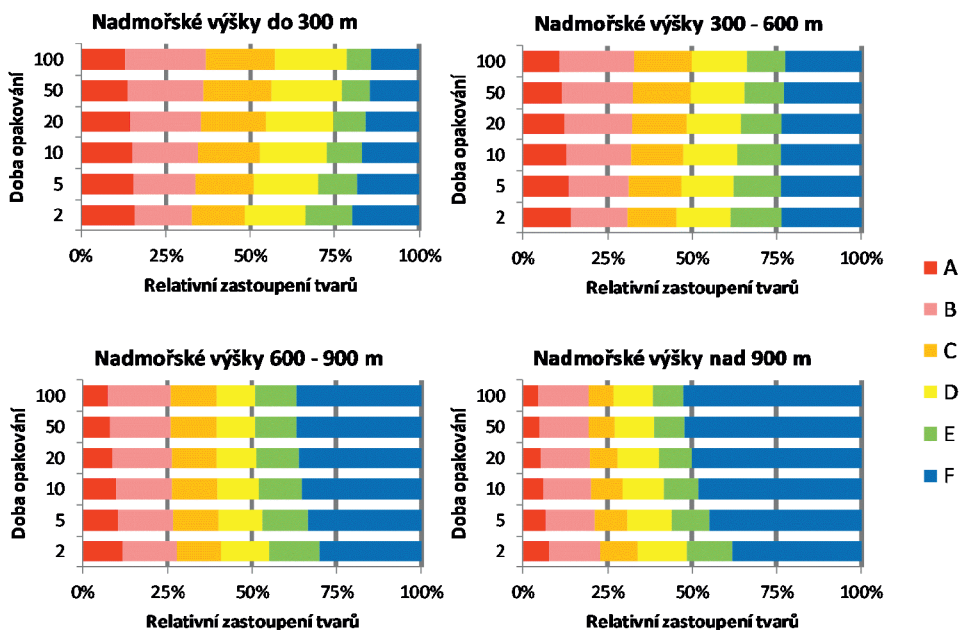 Nadmořské výšky do 300 m
Doba opakování
100
50
20
10
5
2
0% 25% 50% 75% 100%
Relativní zastoupení tvarů
Nadmořské výšky 300 - 600 m
Doba opakování
100
50
20
10
5
2
0% 25% 50% 75% 100%
Relativní zastoupení tvarů
Nadmořské výšky 600 - 900 m
Doba opakování
100
50
20
10
5
2
0% 25% 50% 75% 100%
Relativní zastoupení tvarů
Nadmořské výšky nad 900 m
Doba opakování
100
50
20
10
5
2
0% 25% 50% 75% 100%
Relativní zastoupení tvarů
A
B
C
D
E
F